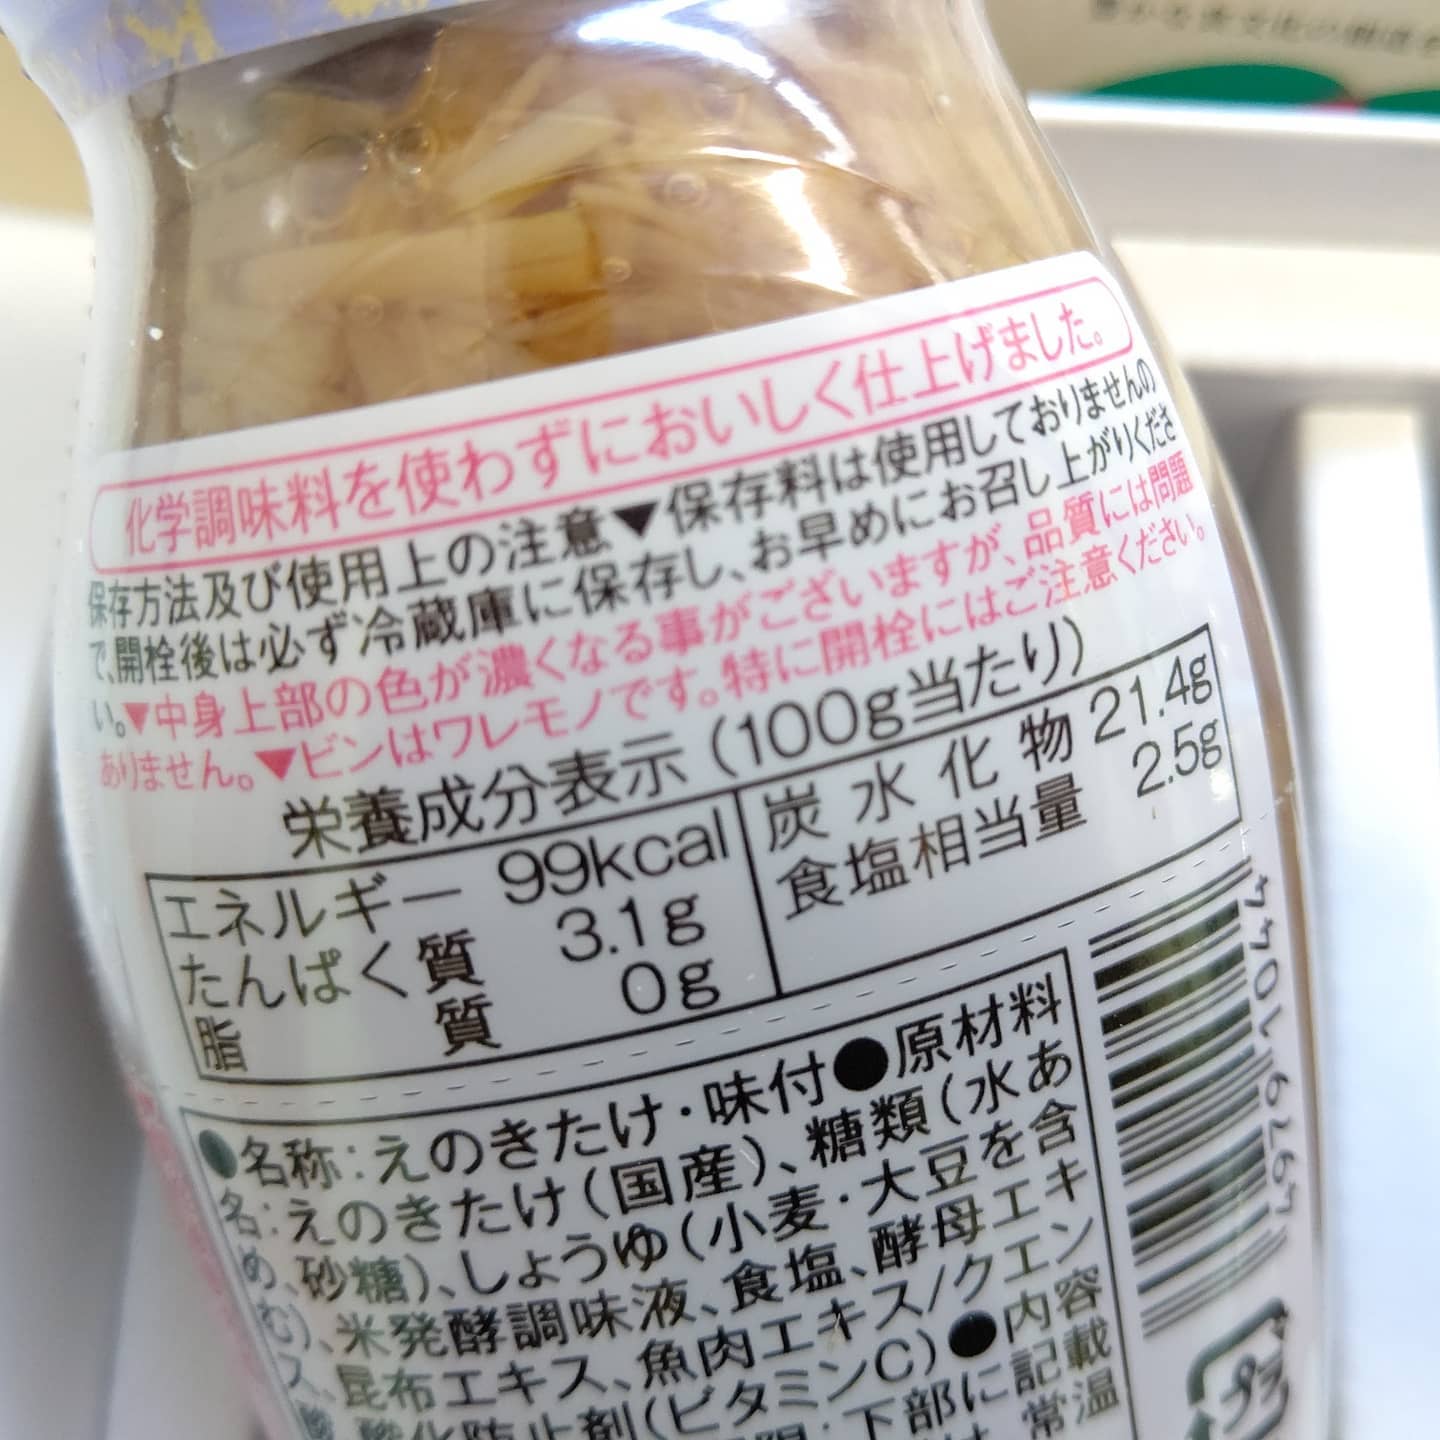 化学調味料を使わずにおいしく仕上げました。
保存方法及び使用上の注意▼保存料は使用しておりませんの
で、開栓後は必ず冷蔵庫に保存し、お早めにお召し上がりくださ
い。▼中身上部の色が濃くなる事がございますが、品質には問題
ありません。▼ビンはワレモノです。特に開栓にはご注意ください。
栄養成分表示(100g当たり)
エネルギー 99kcal
たんぱく質 3.1g
脂質 0g
炭水化物 21.4g
食塩相当量 2.5g
●名称:えのきたけ・味付●原材料
名:えのきたけ(国産)、糖類(水あ
め、砂糖)、しょうゆ(小麦・大豆を含
む)、米発酵調味液、食塩、酵母エキ
ス、昆布エキス、魚肉エキス/クエン
酸、酸化防止剤(ビタミンC)●内容
下部に記載
常温
プラ